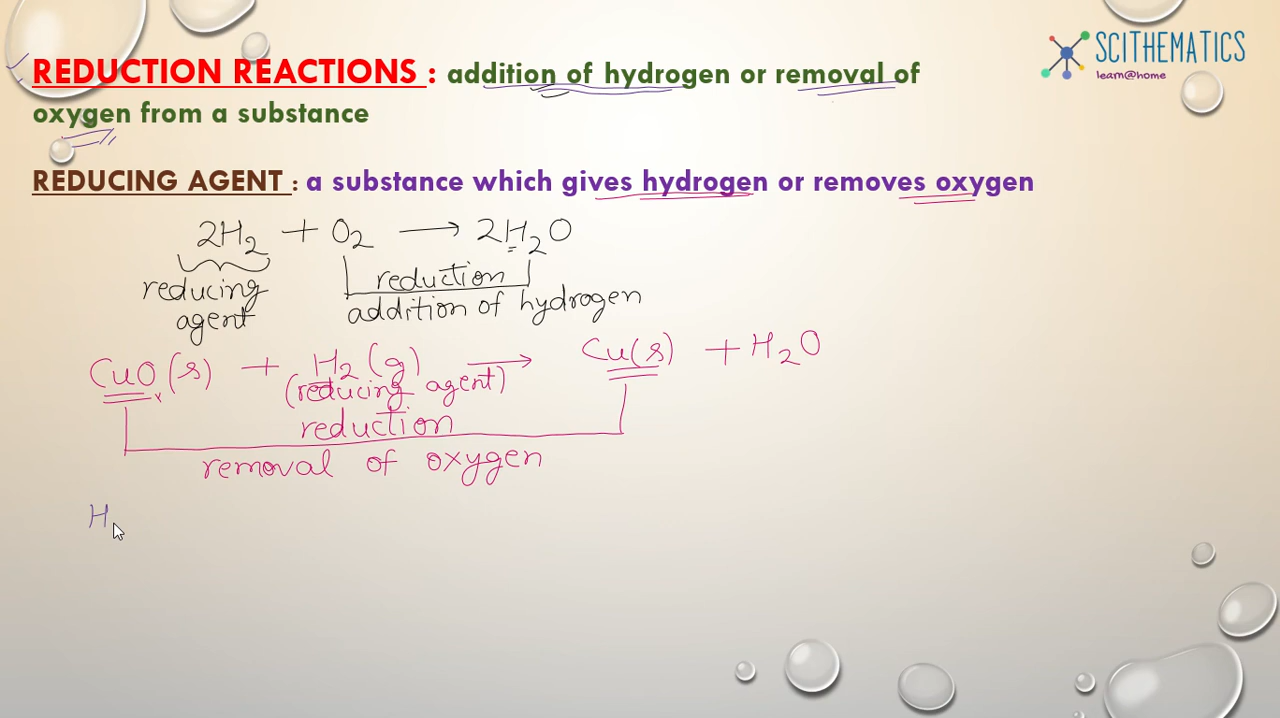 SCITHEMATICS
learn@home
REDUCTION REACTIONS : addition of hydrogen or removal of
oxygen from a substance
REDUCING AGENT : a substance which gives hydrogen or removes oxygen
2H₂ + O₂ → 2H₂O
reducing
agent
reduction
addition of hydrogen
CuO(s) + H₂(g) → Cu(s) + H₂O
(reducing agent)
reduction
removal of oxygen
H